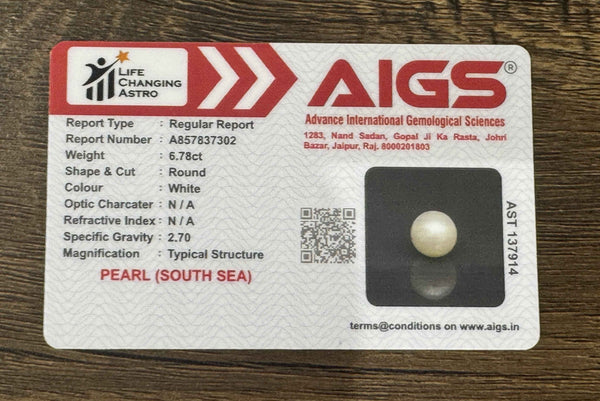 LIFE
CHANGING
ASTRO
AIGS®
Advance International Gemological Sciences
1283, Nand Sadan, Gopal Ji Ka Rasta, Johri
Bazar, Jaipur, Raj. 8000201803
Report Type : Regular Report
Report Number : A857837302
Weight : 6.78ct
Shape & Cut : Round
Colour : White
Optic Charcater : N / A
Refractive Index : N / A
Specific Gravity : 2.70
Magnification : Typical Structure
PEARL (SOUTH SEA)
AST 137914
terms@conditions on www.aigs.in